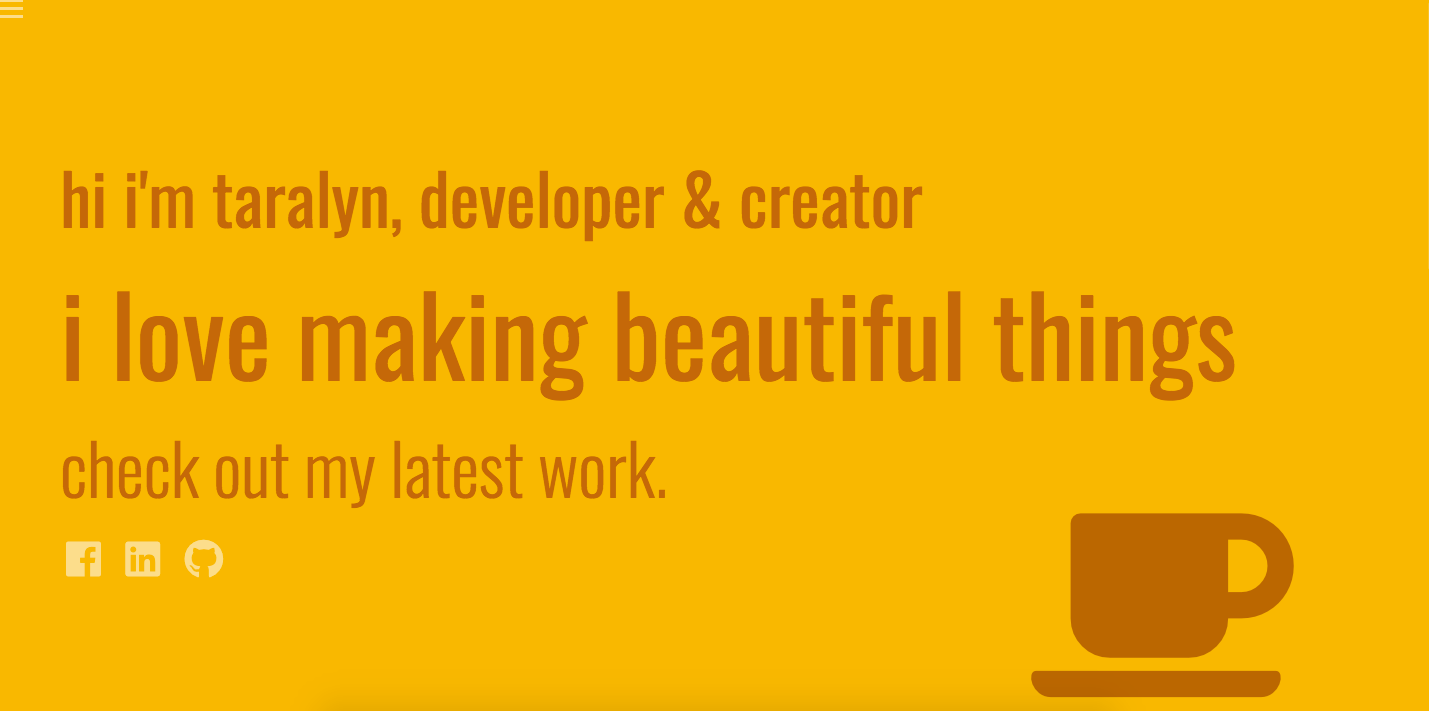 hi i'm taralyn, developer & creator
i love making beautiful things
check out my latest work.